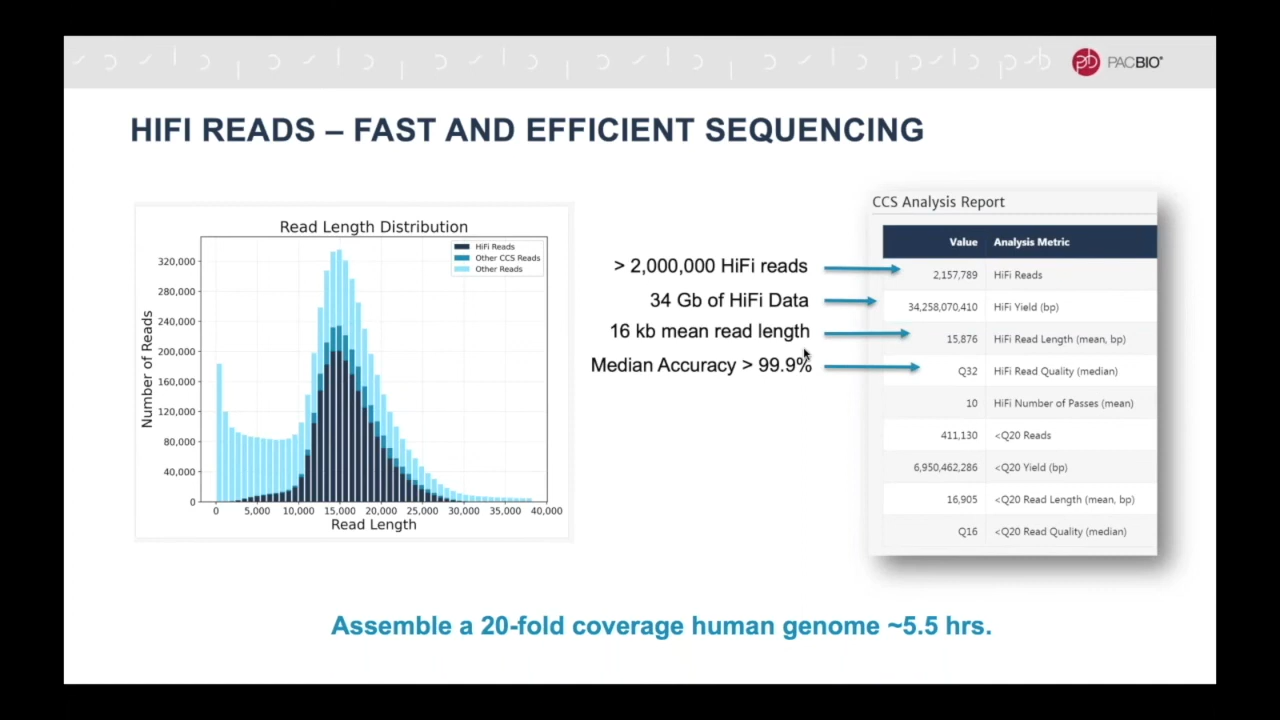 PACBIO®
HIFI READS – FAST AND EFFICIENT SEQUENCING
Read Length Distribution
HiFi Reads
Other CCS Reads
Other Reads
Number of Reads
320,000
280,000
240,000
200,000
160,000
120,000
80,000
40,000
0
0 5,000 10,000 15,000 20,000 25,000 30,000 35,000 40,000
Read Length
> 2,000,000 HiFi reads
34 Gb of HiFi Data
16 kb mean read length
Median Accuracy > 99.9%
CCS Analysis Report
Value Analysis Metric
2,157,789 HiFi Reads
34,258,070,410 HiFi Yield (bp)
15,876 HiFi Read Length (mean, bp)
Q32 HiFi Read Quality (median)
10 HiFi Number of Passes (mean)
411,130 <Q20 Reads
6,950,462,286 <Q20 Yield (bp)
16,905 <Q20 Read Length (mean, bp)
Q16 <Q20 Read Quality (median)
Assemble a 20-fold coverage human genome ~5.5 hrs.